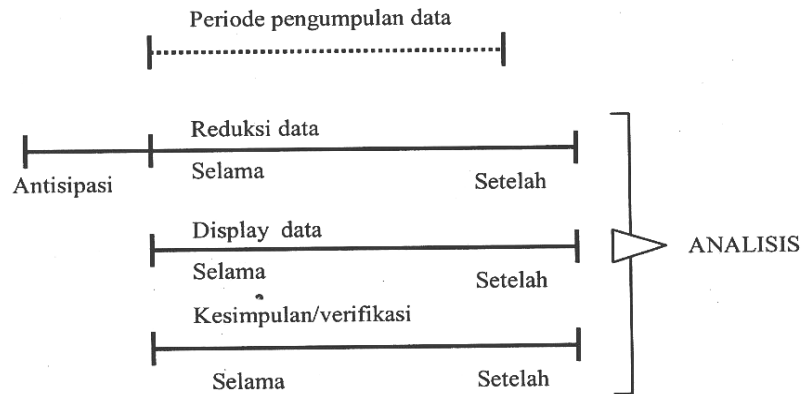 Periode pengumpulan data
Reduksi data
Selama
Antisipasi
Setelah
Display data
Selama
Setelah
ANALISIS
Kesimpulan/verifikasi
Selama
Setelah